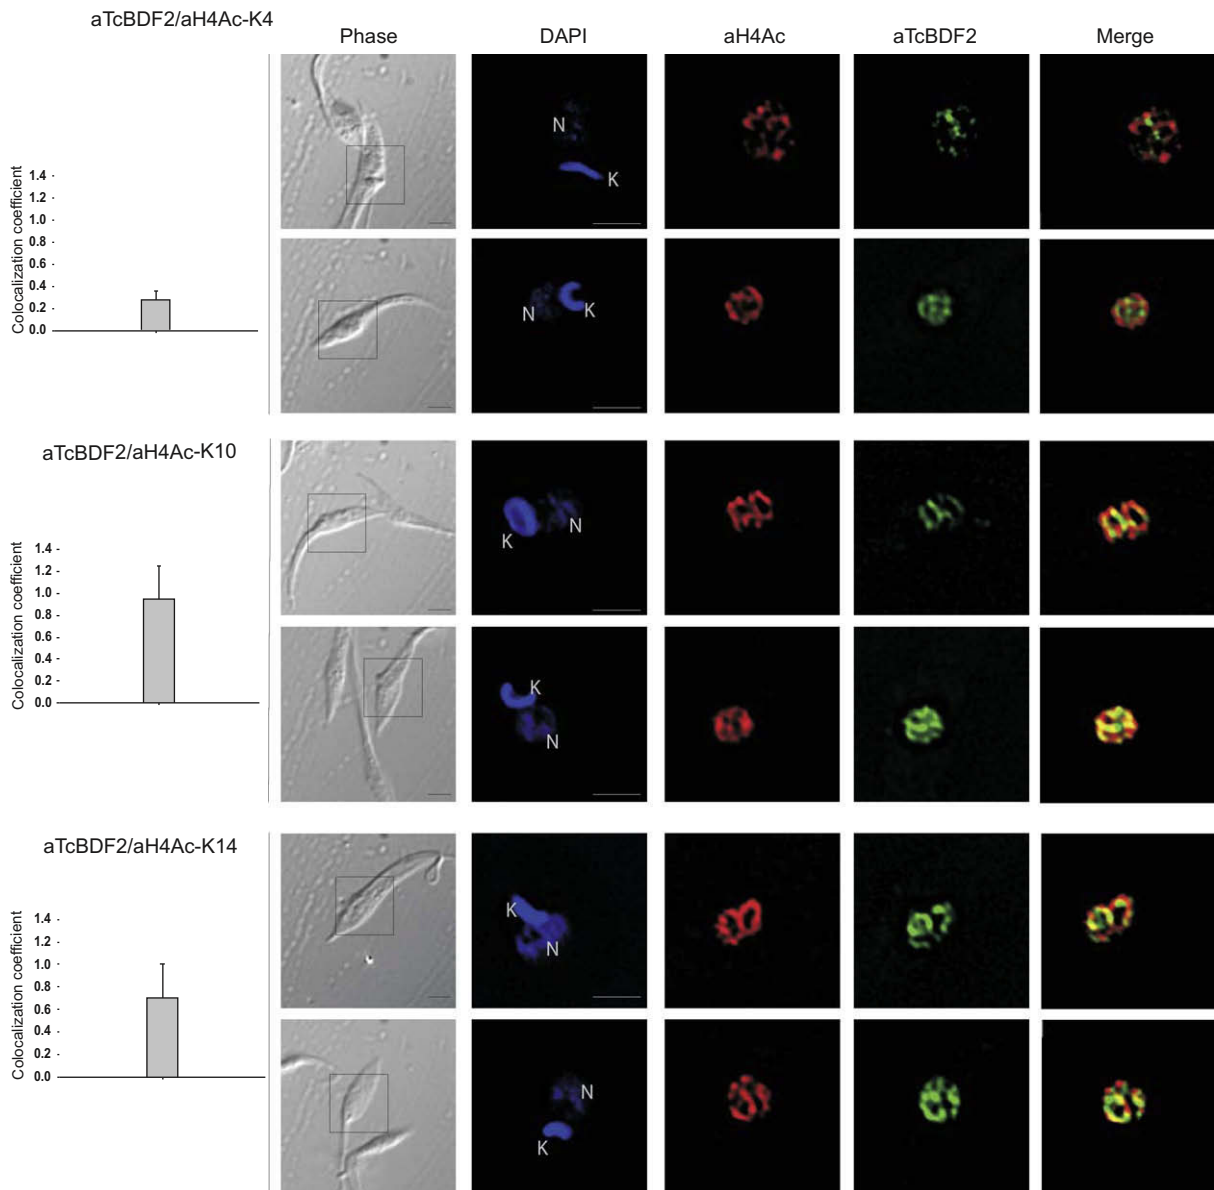 aTcBDF2/aH4Ac-K4
Phase DAPI aH4Ac aTcBDF2 Merge
Colocalization coefficient
1.4
1.2
1.0
0.8
0.6
0.4
0.2
0.0
N
K
N
K
aTcBDF2/aH4Ac-K10
Colocalization coefficient
1.4
1.2
1.0
0.8
0.6
0.4
0.2
0.0
K
N
K
N
aTcBDF2/aH4Ac-K14
Colocalization coefficient
1.4
1.2
1.0
0.8
0.6
0.4
0.2
0.0
K
N
N
K